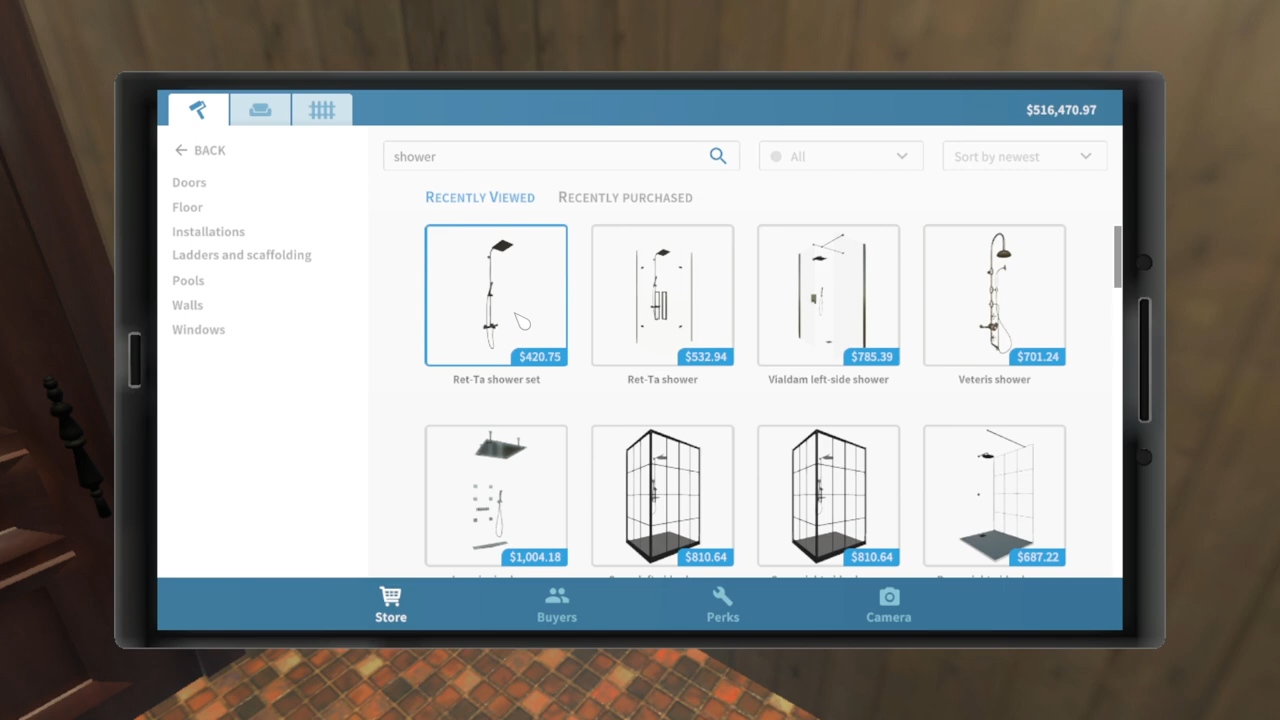 $516,470.97
BACK
shower
All
Sort by newest
Doors
Floor
Installations
Ladders and scaffolding
Pools
Walls
Windows
RECENTLY VIEWED
RECENTLY PURCHASED
$420.75
$532.94
$785.39
$701.24
Ret-Ta shower set
Ret-Ta shower
Vialdam left-side shower
Veteris shower
$1,004.18
$810.64
$810.64
$687.22
Store
Buyers
Perks
Camera